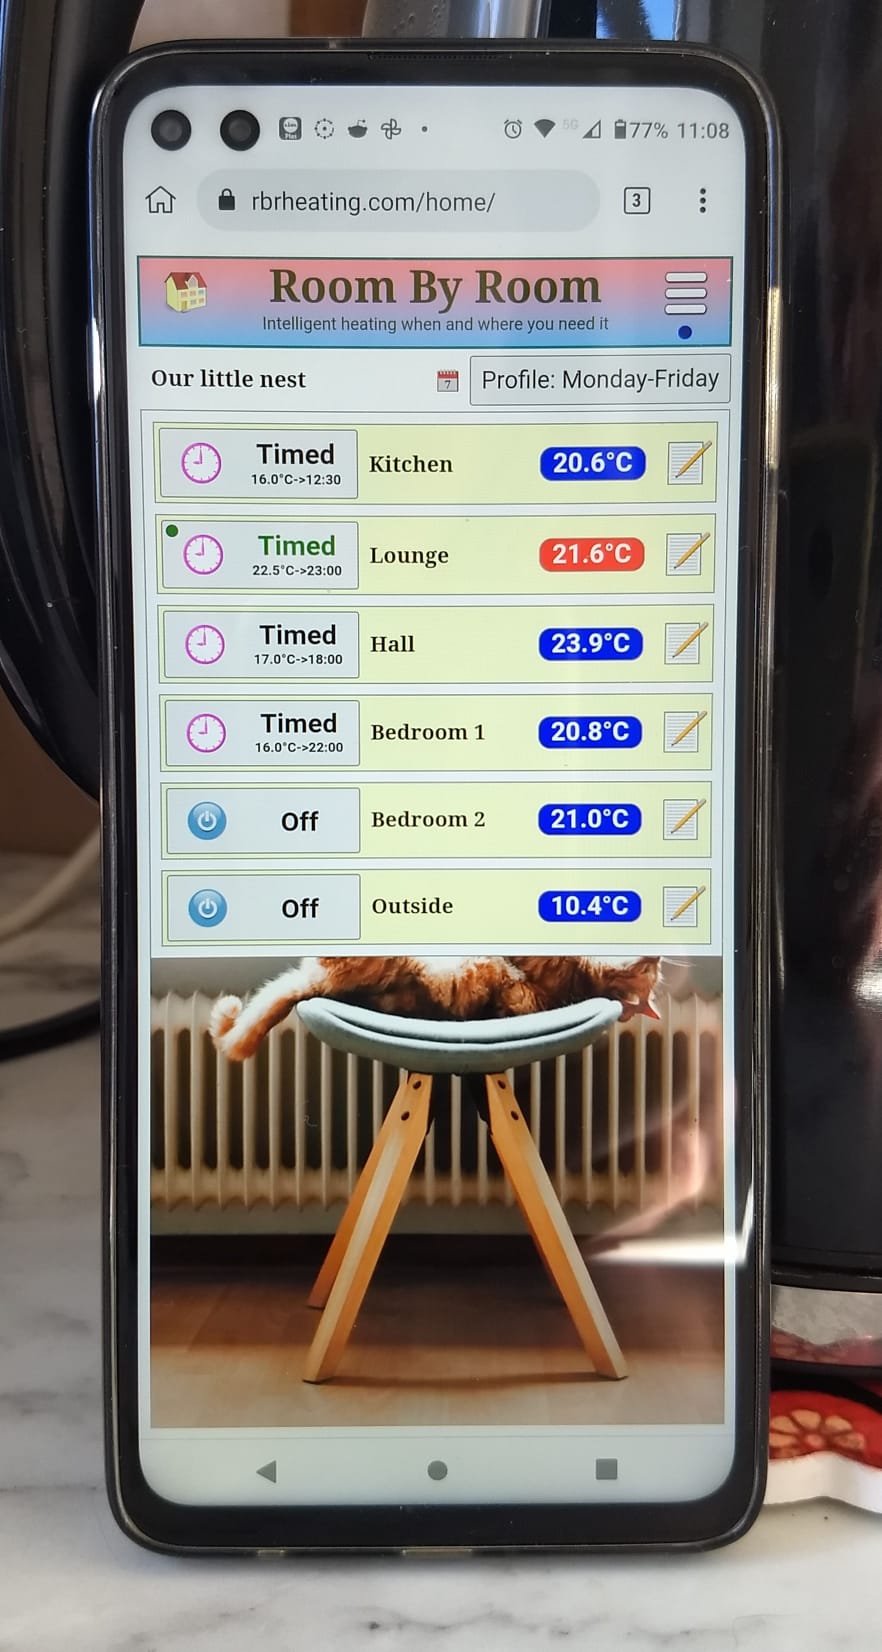 5G 77% 11:08
rbrheating.com/home/ 3
Room By Room
Intelligent heating when and where you need it
Our little nest 7 Profile: Monday-Friday
Timed Kitchen 20.6°C
16.0°C->12:30
Timed Lounge 21.6°C
22.5°C->23:00
Timed Hall 23.9°C
17.0°C->18:00
Timed Bedroom 1 20.8°C
16.0°C->22:00
Off Bedroom 2 21.0°C
Off Outside 10.4°C